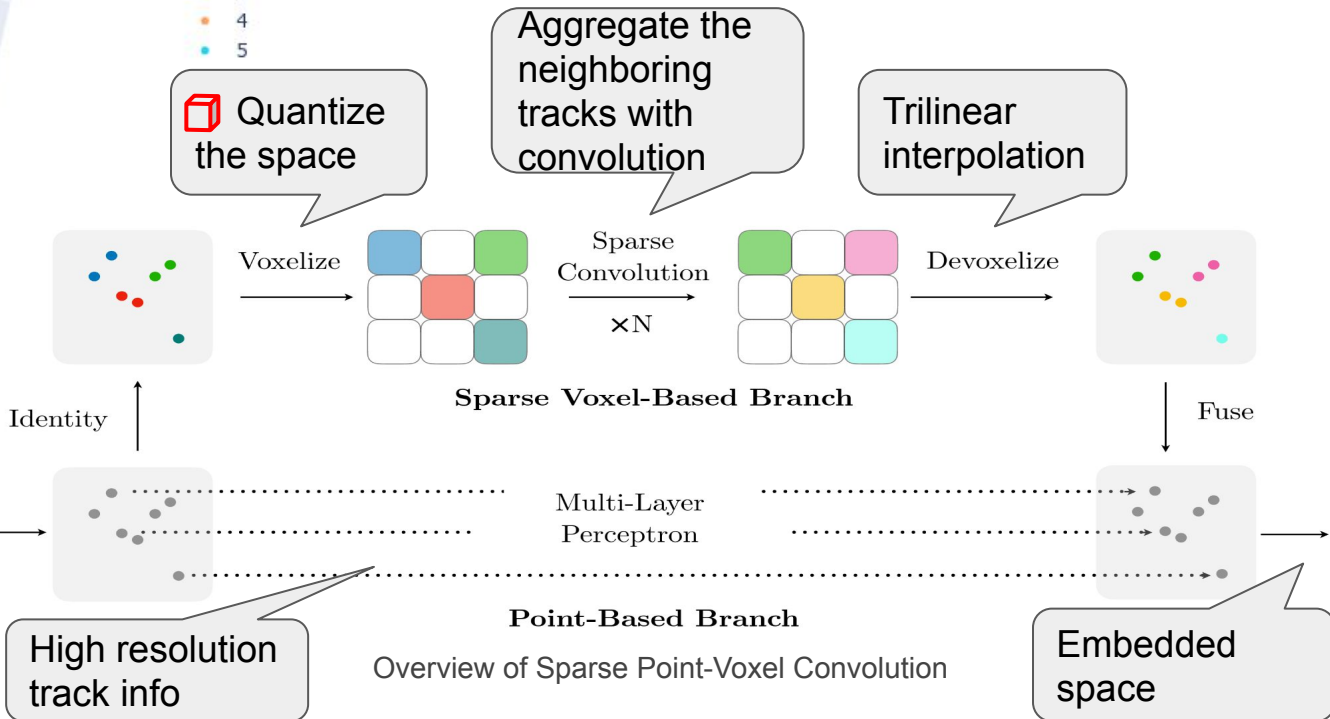 4
5
Quantize
the space
Aggregate the
neighboring
tracks with
convolution
Trilinear
interpolation
Voxelize
Sparse
Convolution
×N
Devoxelize
Sparse Voxel-Based Branch
Identity
Fuse
Multi-Layer
Perceptron
Point-Based Branch
High resolution
track info
Overview of Sparse Point-Voxel Convolution
Embedded
space